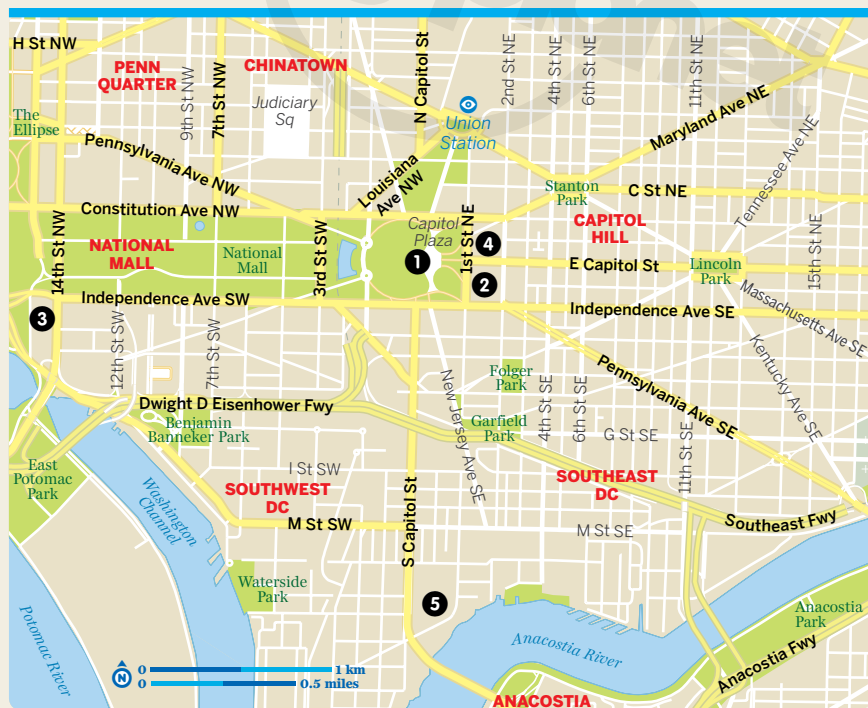 H St NW
PENN
QUARTER
CHINATOWN
N Capitol St
2nd St NE
4th St NE
6th St NE
11th St NE
Maryland Ave NE
The
Ellipse
9th St NW
7th St NW
Judiciary
Sq
Union
Station
Tennessee Ave NE
Pennsylvania Ave NW
Louisiana
Ave NW
Stanton
Park
C St NE
Constitution Ave NW
14th St NW
NATIONAL
MALL
National
Mall
3rd St SW
Capitol
Plaza
1
1st St NE
4
2
CAPITOL
HILL
E Capitol St
Lincoln
Park
15th St NE
3
Independence Ave SW
Independence Ave SE
Massachusetts Ave SE
12th St SW
7th St SW
New Jersey Ave SE
Folger
Park
Pennsylvania Ave SE
Kentucky Ave SE
Dwight D Eisenhower Fwy
Benjamin
Banneker Park
Garfield
Park
4th St SE
6th St SE
G St SE
11th St SE
East
Potomac
Park
Washington
Channel
I St SW
SOUTHWEST
DC
SOUTHEAST
DC
M St SW
S Capitol St
M St SE
Southeast Fwy
Waterside
Park
5
Potomac River
Anacostia River
Anacostia
Park
Anacostia Fwy
N
0
1 km
0
0.5 miles
ANACOSTIA